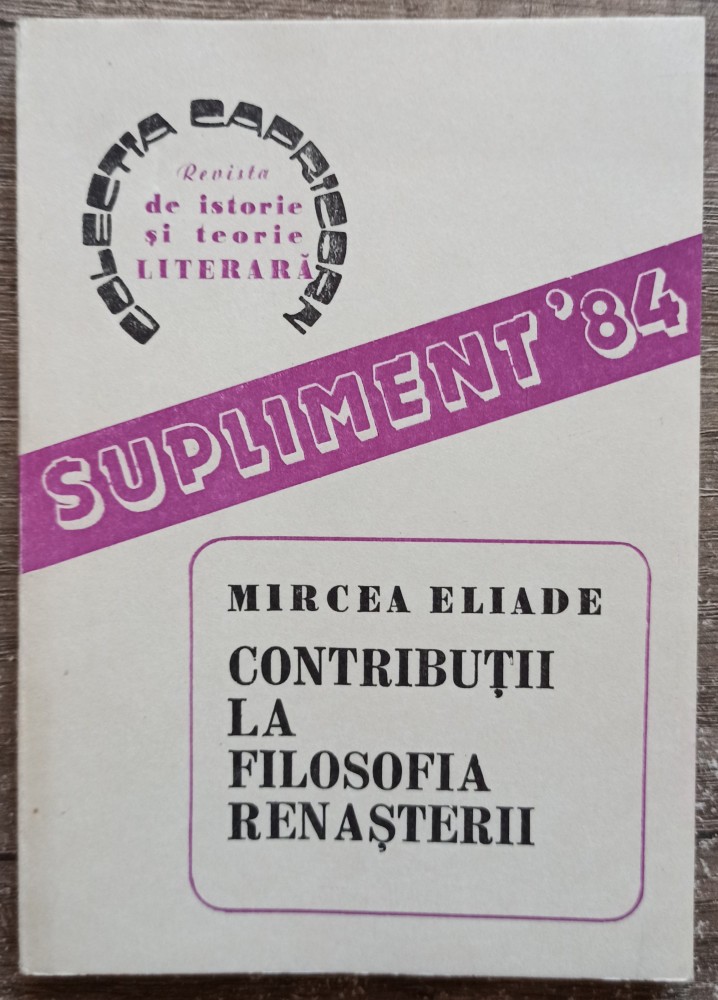 COLECȚIA CAPRICORN
Revista
de istorie
și teorie
LITERARĂ
SUPLIMENT '84
MIRCEA ELIADE
CONTRIBUȚII
LA
FILOSOFIA
RENAȘTERII